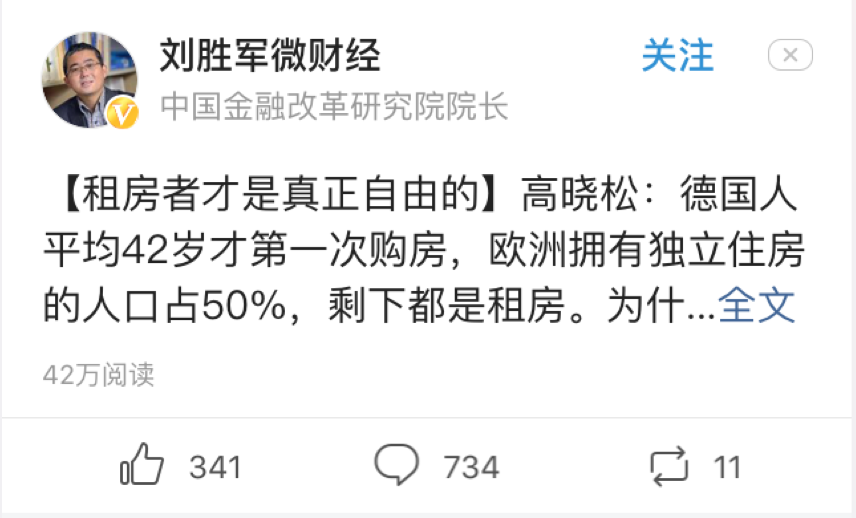 刘胜军微财经
关注
中国金融改革研究院院长
【租房者才是真正自由的】高晓松：德国人
平均42岁才第一次购房，欧洲拥有独立住房
的人口占50%，剩下都是租房。为什...全文
42万阅读
341
734
11